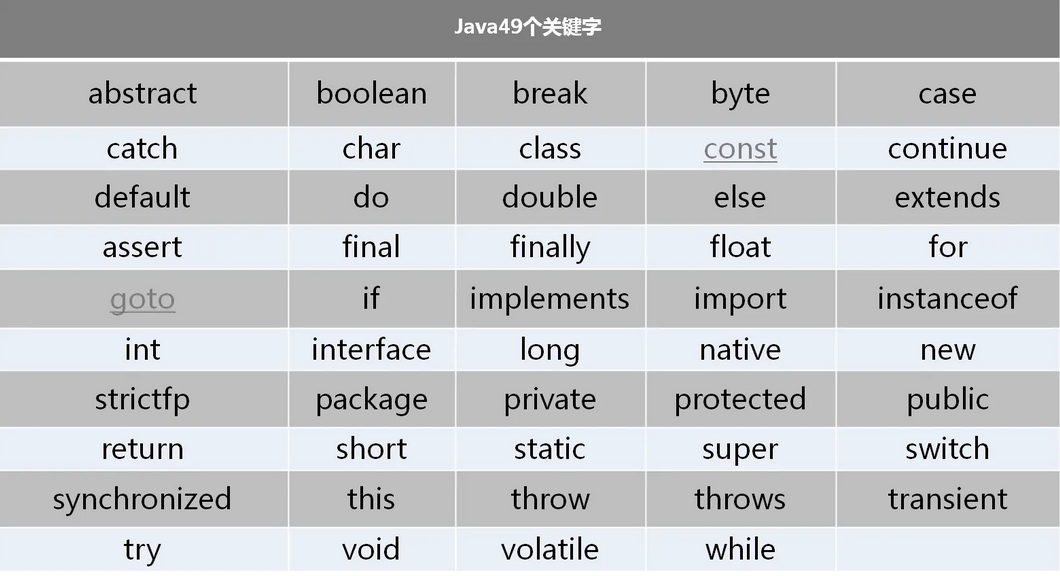 Java49个关键字
abstract boolean break byte case
catch char class const continue
default do double else extends
assert final finally float for
goto if implements import instanceof
int interface long native new
strictfp package private protected public
return short static super switch
synchronized this throw throws transient
try void volatile while